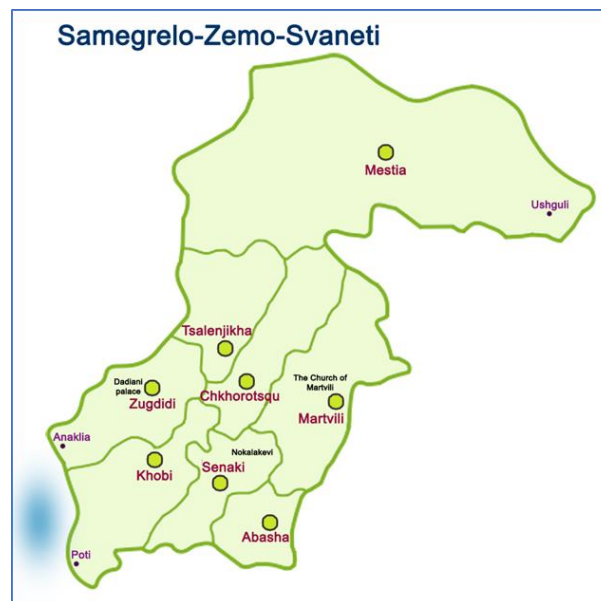 Samegrelo-Zemo-Svaneti
Mestia
Ushguli
Tsalenjikha
Dadiani
palace
Zugdidi
Chkhorotsqu
The Church of
Martvili
Martvili
Anaklia
Khobi
Nokalakevi
Senaki
Abasha
Poti